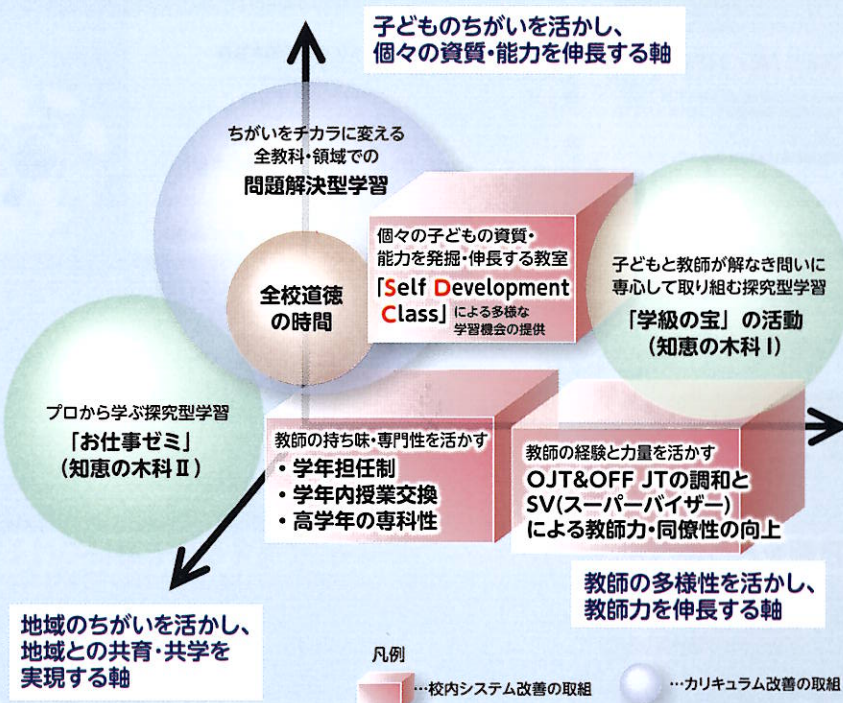 子どものちがいを活かし、
個々の資質・能力を伸長する軸
ちがいをチカラに変える
全教科・領域での
問題解決型学習
個々の子どもの資質・
能力を発掘・伸長する教室
「Self Development
Class」による多様な
学習機会の提供
子どもと教師が解なき問いに
専心して取り組む探究型学習
「学級の宝」の活動
(知恵の木科Ⅰ)
全校道徳
の時間
プロから学ぶ探究型学習
「お仕事ゼミ」
(知恵の木科Ⅱ)
教師の持ち味・専門性を活かす
・学年担任制
・学年内授業交換
・高学年の専科性
教師の経験と力量を活かす
OJT&OFF JTの調和と
SV(スーパーバイザー)
による教師力・同僚性の向上
教師の多様性を活かし、
教師力を伸長する軸
地域のちがいを活かし、
地域との共育・共学を
実現する軸
凡例
…校内システム改善の取組
…カリキュラム改善の取組